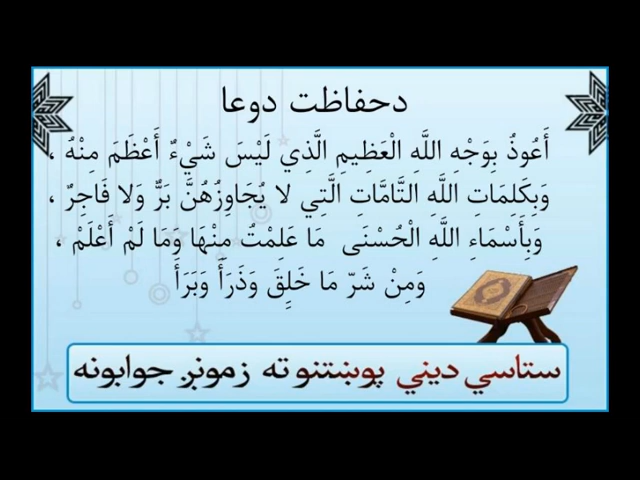 دحفاظت دوعا
أَعُوذُ بِوَجْهِ اللَّهِ الْعَظِيمِ الَّذِي لَيْسَ شَيْءٌ أَعْظَمَ مِنْهُ ،
وَبِكَلِمَاتِ اللَّهِ التَّامَّاتِ الَّتِي لا يُجَاوِزُهُنَّ بَرٌّ وَلا فَاجِرٌ ،
وَبِأَسْمَاءِ اللَّهِ الْحُسْنَى مَا عَلِمْتُ مِنْهَا وَمَا لَمْ أَعْلَمْ ،
وَمِنْ شَرّ مَا خَلِقَ وَذَرَأَ وَبَرَأَ
ستاسي ديني پوښتنو ته زمونږ جوابونه